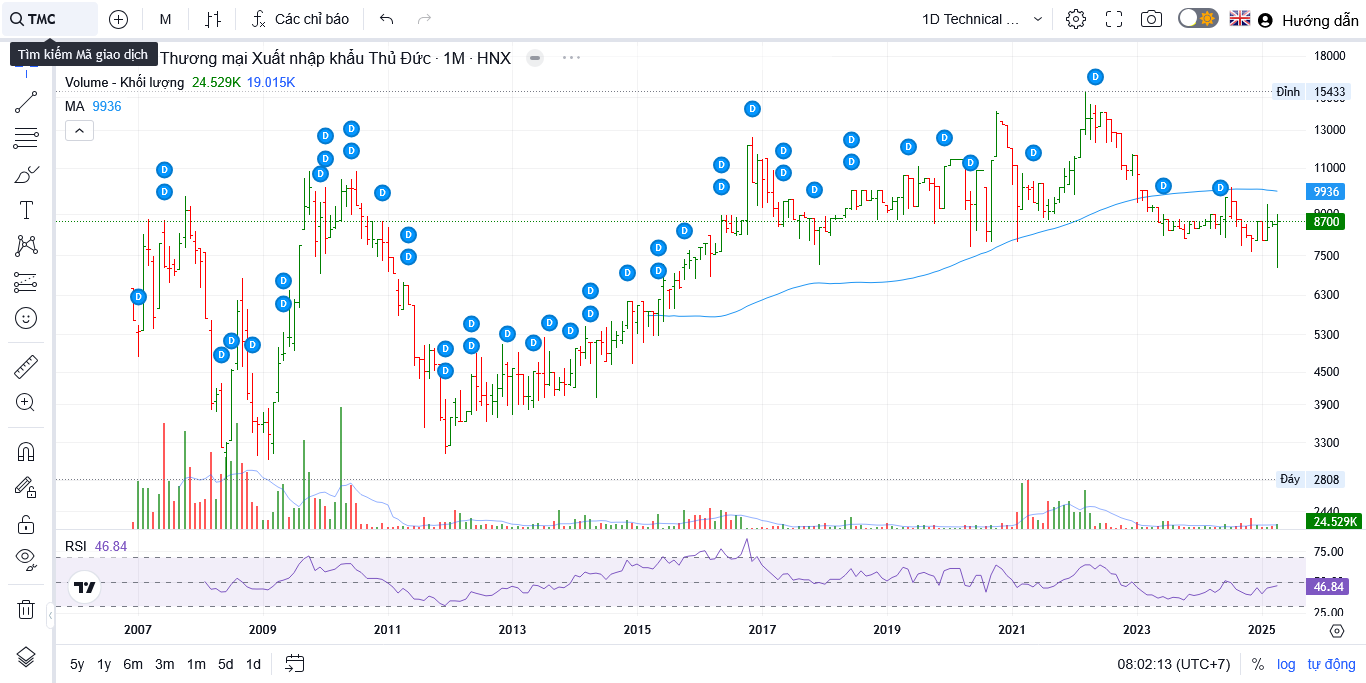 TMC
M
Các chỉ báo
1D Technical ...
Hướng dẫn
Tìm kiếm Mã giao dịch
Thương mại Xuất nhập khẩu Thủ Đức · 1M · HNX
Volume - Khối lượng 24.529K 19.015K
MA 9936
18000
Đỉnh 15433
13000
11000
9936
8700
7500
6300
5300
4500
3900
3300
Đáy 2808
2440
24.529K
RSI 46.84
75.00
46.84
25.00
D D D D D D D D D D D D D D D D D D D D D D D D D D D D D D D D D D D D D D D D D D D D D
2007 2009 2011 2013 2015 2017 2019 2021 2023 2025
5y 1y 6m 3m 1m 5d 1d
08:02:13 (UTC+7) % log tự động